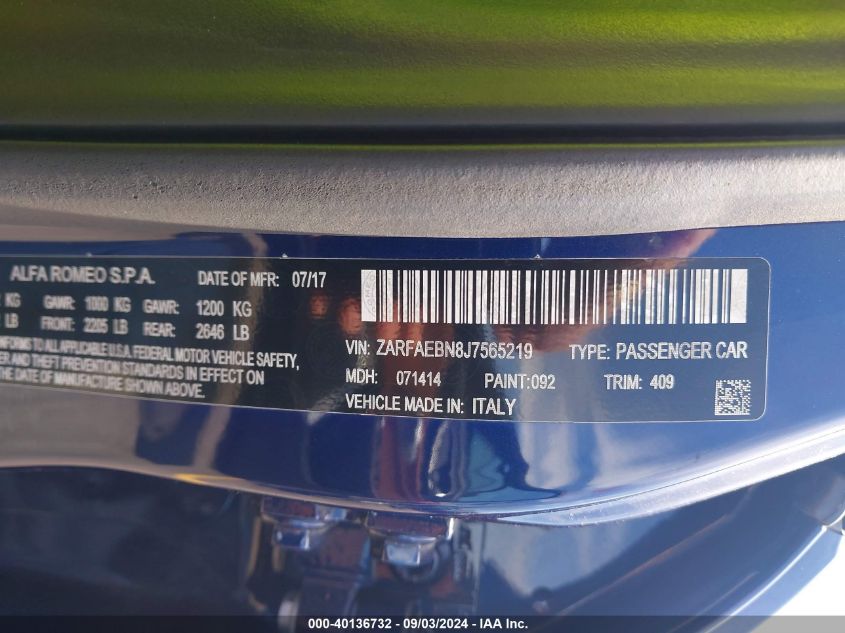 ALFA ROMEO S.P.A. DATE OF MFR: 07/17
KG GAWR: 1000 KG GAWR: 1200 KG
LB FRONT: 2205 LB REAR: 2646 LB
TO ALL APPLICABLE U.S.A. FEDERAL MOTOR VEHICLE SAFETY,
AND THEFT PREVENTION STANDARDS IN EFFECT ON
THE DATE OF MANUFACTURE SHOWN ABOVE.
VIN: ZARFAEBN8J7565219 TYPE: PASSENGER CAR
MDH: 071414 PAINT:092 TRIM: 409
VEHICLE MADE IN: ITALY
000-40136732 - 09/03/2024 - IAA Inc.